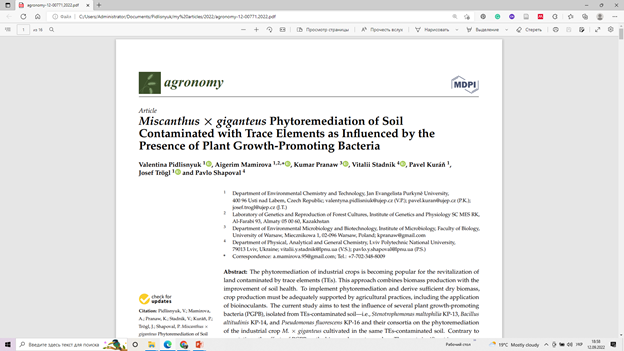 agronomy-12-00771,2022.pdf
Файл
C:/Users/Administrator/Documents/Pidlisnyuk/my%20articles/2022/agronomy-12-00771,2022.pdf
1
из 18
Просмотр страницы
Прочесть вслух
Рисовать
Выделение
Стереть
agronomy
MDPI
Article
Miscanthus × giganteus Phytoremediation of Soil
Contaminated with Trace Elements as Influenced by the
Presence of Plant Growth-Promoting Bacteria
Valentina Pidlisnyuk 1, Aigerim Mamirova 1,2,*, Kumar Pranaw 3, Vitalii Stadnik 4, Pavel Kuráň 1,
Josef Trögl 1 and Pavlo Shapoval 4
1 Department of Environmental Chemistry and Technology, Jan Evangelista Purkyně University,
400 96 Usti nad Labem, Czech Republic; valentyna.pidlisniuk@ujep.cz (V.P.); pavel.kuran@ujep.cz (P.K.);
josef.trogl@ujep.cz (J.T.)
2 Laboratory of Genetics and Reproduction of Forest Cultures, Institute of Genetics and Physiology SC MES RK,
Al-Farabi 93, Almaty 05 00 60, Kazakhstan
3 Department of Environmental Microbiology and Biotechnology, Institute of Microbiology, Faculty of Biology,
University of Warsaw, Miecznikowa 1, 02-096 Warsaw, Poland; kpranaw@gmail.com
4 Department of Physical, Analytical and General Chemistry, Lviv Polytechnic National University,
79013 Lviv, Ukraine; vitalii.y.stadnik@lpnu.ua (V.S.); pavlo.y.shapoval@lpnu.ua (P.S.)
* Correspondence: a.mamirova.95@gmail.com; Tel.: +7-702-348-8009
Abstract: The phytoremediation of industrial crops is becoming popular for the revitalization of
land contaminated by trace elements (TEs). This approach combines biomass production with the
improvement of soil health. To implement phytoremediation and derive sufficient dry biomass,
crop production must be adequately supported by agricultural practices, including the application
of bioinoculants. The current study aims to test the influence of several plant growth-promoting
bacteria (PGPB), isolated from TEs-contaminated soil—i.e., Stenotrophomonas maltophilia KP-13, Bacillus
altitudinis KP-14, and Pseudomonas fluorescens KP-16 and their consortia on the phytoremediation
of the industrial crop M. × giganteus cultivated in the same TEs-contaminated soil. Contrary to
check for
updates
Citation: Pidlisnyuk, V.; Mamirova,
A.; Pranaw, K.; Stadnik, V.; Kuráň, P.;
Trögl, J.; Shapoval, P. Miscanthus ×
giganteus Phytoremediation of Soil
Введите здесь текст для поиска
Рабочий стол
19°C Mostly cloudy
УКР
12.08.2022